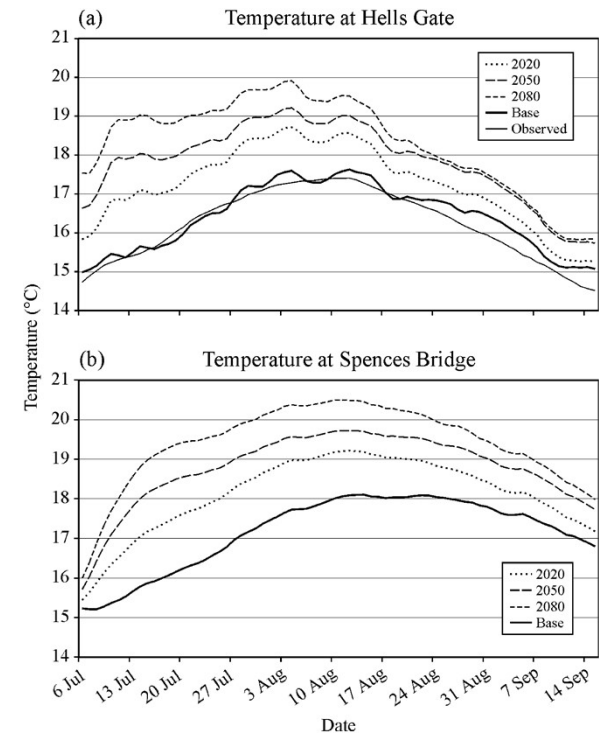 (a) Temperature at Hells Gate
21
20
19
18
17
16
15
14
2020
2050
2080
Base
Observed
Temperature (°C)
(b) Temperature at Spences Bridge
21
20
19
18
17
16
15
14
2020
2050
2080
Base
6 Jul 13 Jul 20 Jul 27 Jul 3 Aug 10 Aug 17 Aug 24 Aug 31 Aug 7 Sep 14 Sep
Date